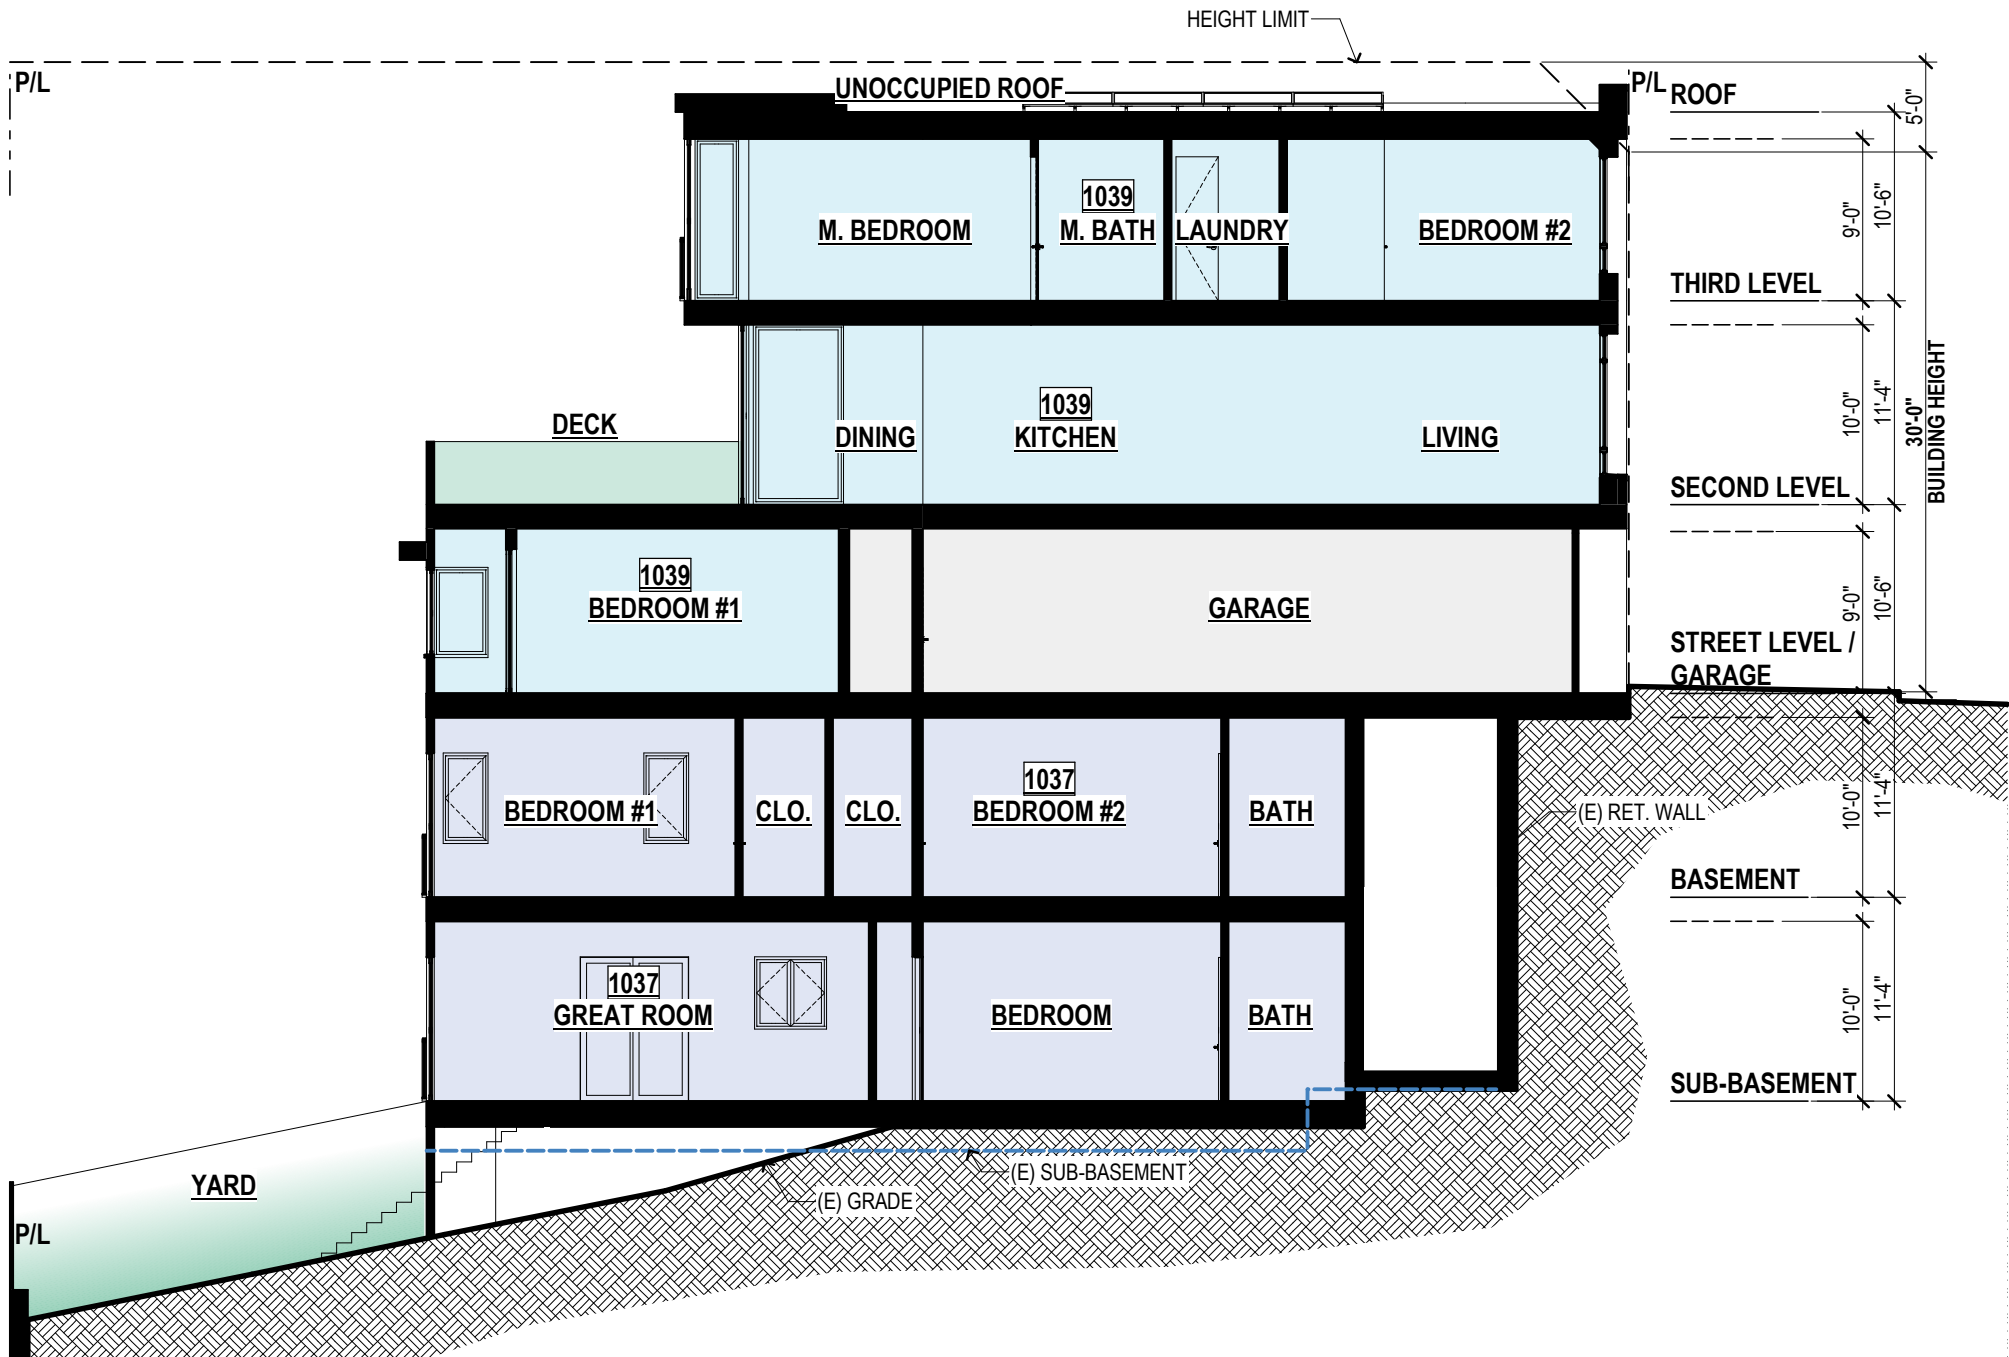 HEIGHT LIMIT
P/L
UNOCCUPIED ROOF
P/L
ROOF
5'-0"
1039
M. BEDROOM
M. BATH
LAUNDRY
BEDROOM #2
9'-0"
10'-6"
THIRD LEVEL
DECK
1039
DINING
KITCHEN
LIVING
10'-0"
11'-4"
30'-0"
BUILDING HEIGHT
SECOND LEVEL
1039
BEDROOM #1
GARAGE
9'-0"
10'-6"
STREET LEVEL /
GARAGE
1037
BEDROOM #1
CLO.
CLO.
BEDROOM #2
BATH
(E) RET. WALL
10'-0"
11'-4"
BASEMENT
1037
GREAT ROOM
BEDROOM
BATH
10'-0"
11'-4"
SUB-BASEMENT
YARD
(E) SUB-BASEMENT
(E) GRADE
P/L